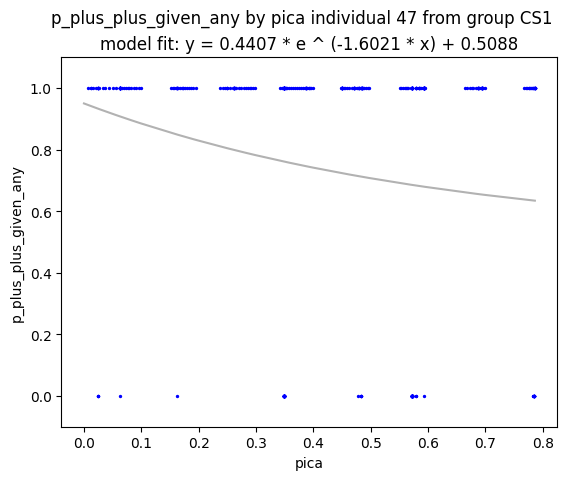 p_plus_plus_given_any by pica individual 47 from group CS1
model fit: y = 0.4407 * e ^ (-1.6021 * x) + 0.5088
p_plus_plus_given_any
1.0
0.8
0.6
0.4
0.2
0.0
0.0 0.1 0.2 0.3 0.4 0.5 0.6 0.7 0.8
pica